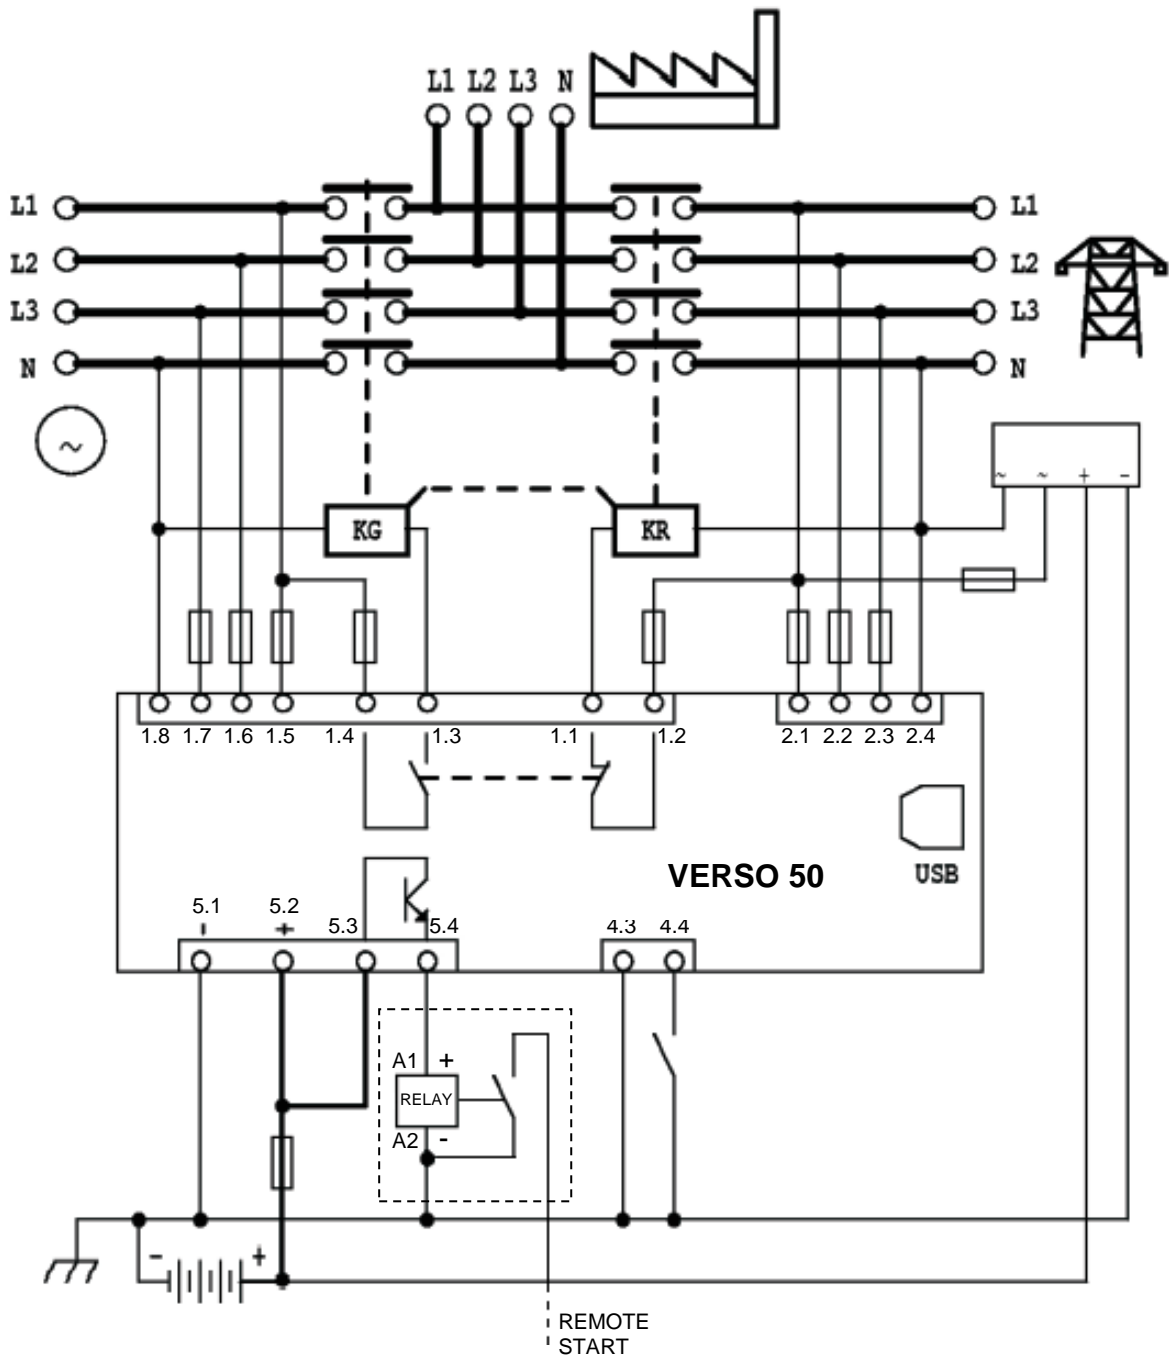 L1 L2 L3 N
L1 L1
L2 L2
L3 L3
N N
~
~ ~ + -
KG KR
1.8 1.7 1.6 1.5 1.4 1.3 1.1 1.2 2.1 2.2 2.3 2.4
VERSO 50
USB
5.1 5.2 5.3 5.4 4.3 4.4
- +
A1 +
RELAY
A2 -
- +
REMOTE
START